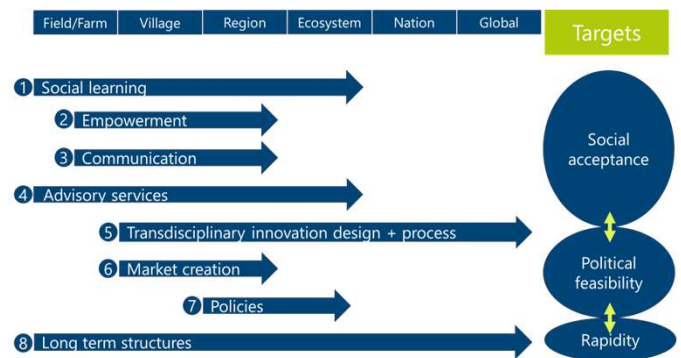 Field/Farm Village Region Ecosystem Nation Global Targets
1 Social learning
2 Empowerment
3 Communication
4 Advisory services
5 Transdisciplinary innovation design + process
6 Market creation
7 Policies
8 Long term structures
Social
acceptance
Political
feasibility
Rapidity